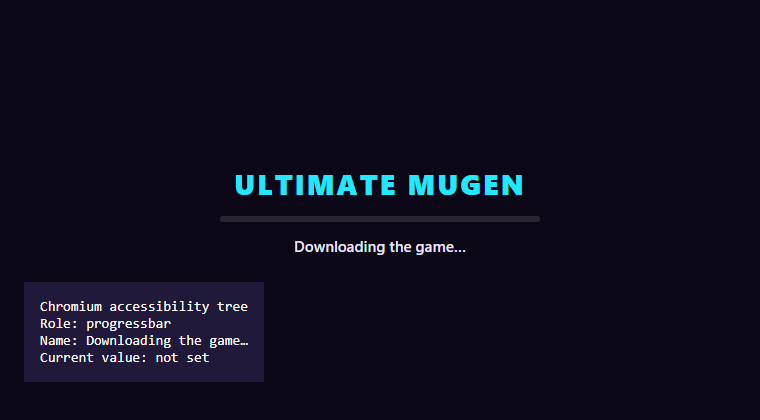 ULTIMATE MUGEN
Downloading the game...
Chromium accessibility tree
Role: progressbar
Name: Downloading the game…
Current value: not set